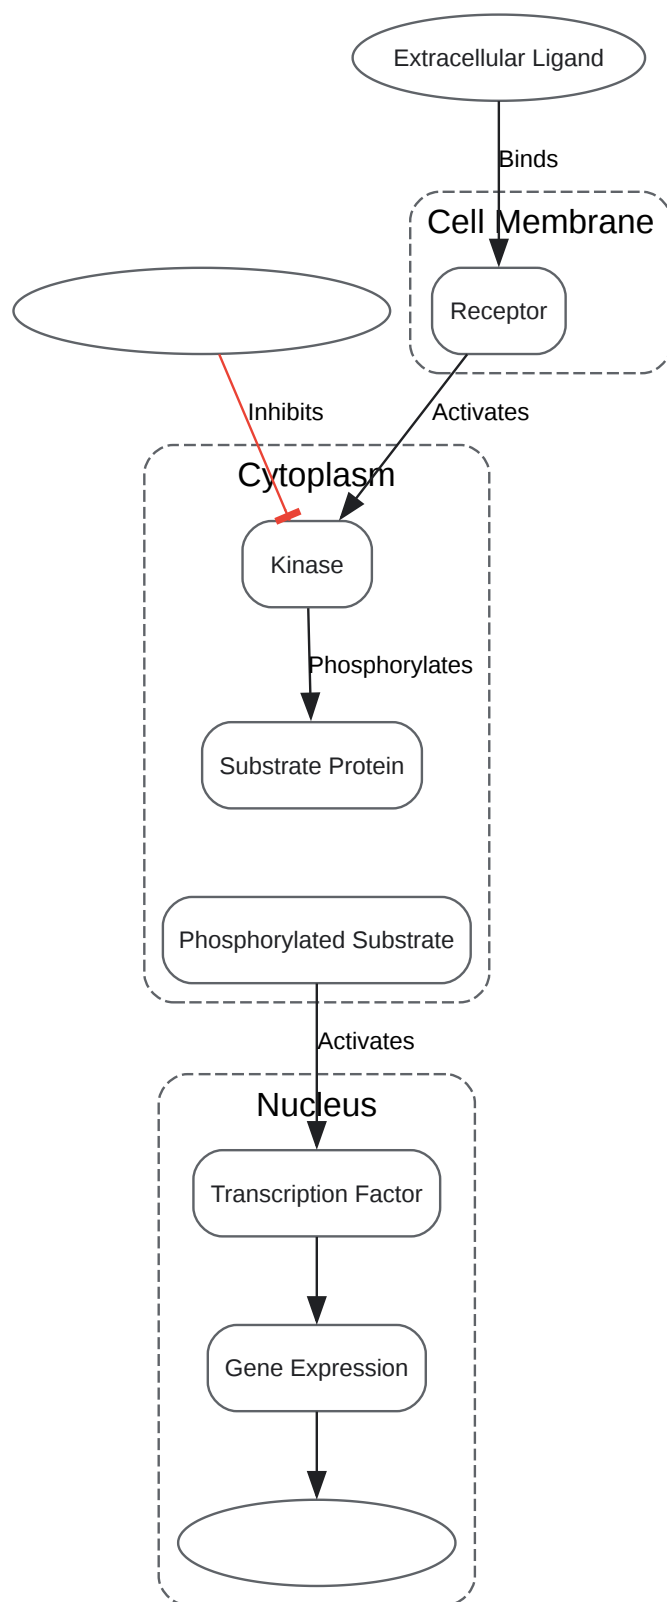 Extracellular Ligand
Binds
Cell Membrane
Receptor
Inhibits
Activates
Cytoplasm
Kinase
Phosphorylates
Substrate Protein
Phosphorylated Substrate
Activates
Nucleus
Transcription Factor
Gene Expression